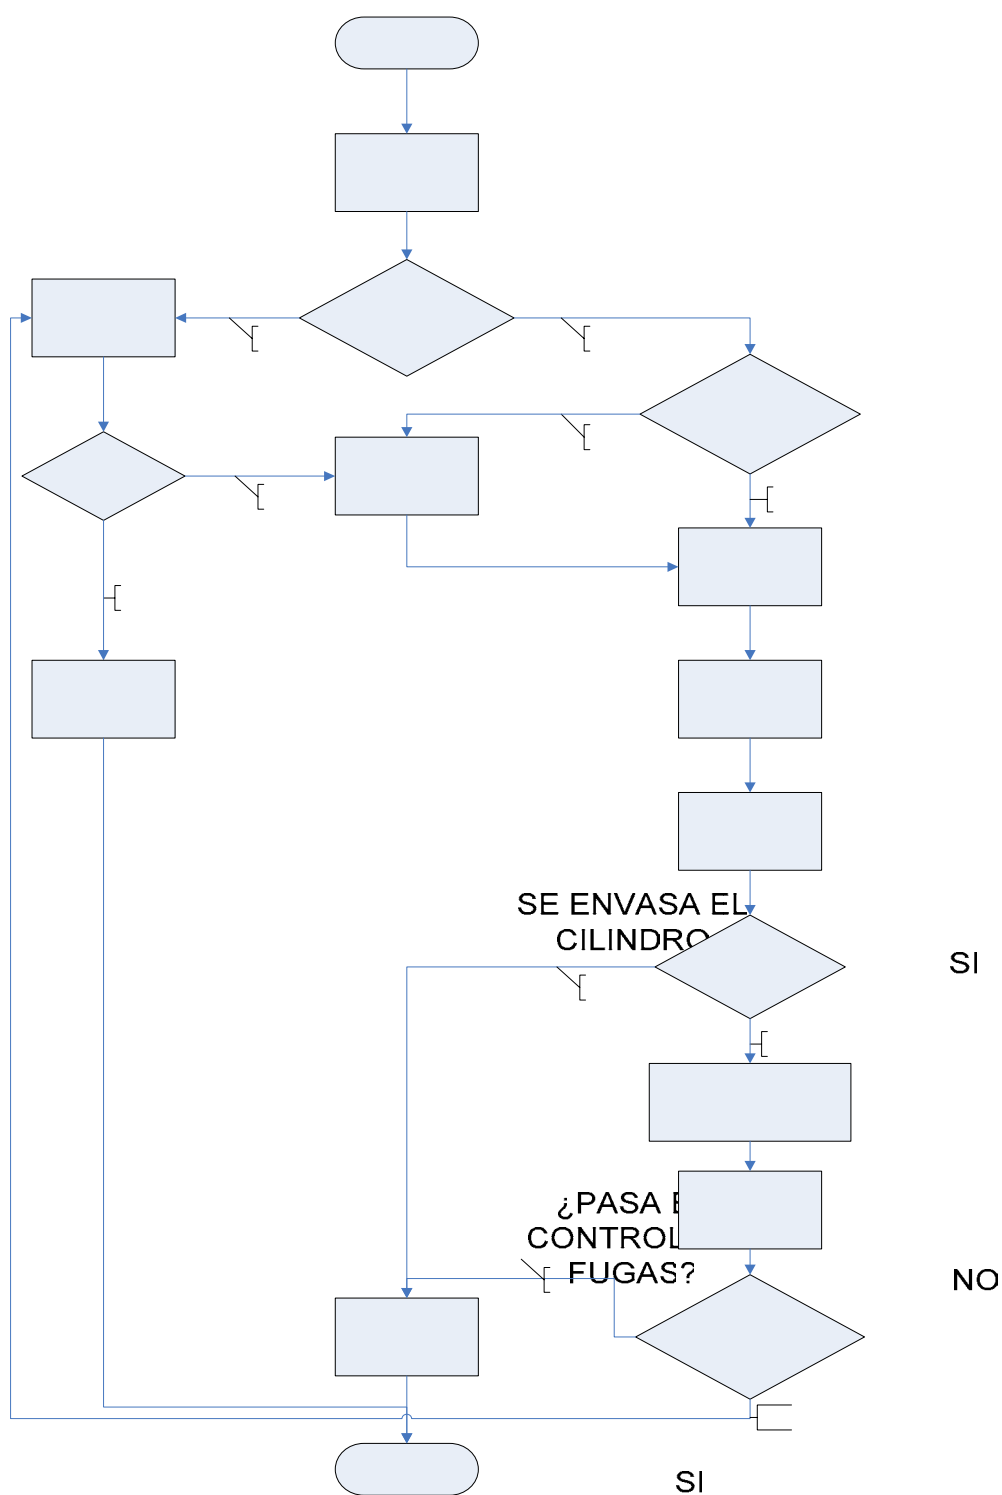 SE ENVASA EL
CILINDRO
SI
¿PASA E
CONTROL
FUGAS?
NO
SI